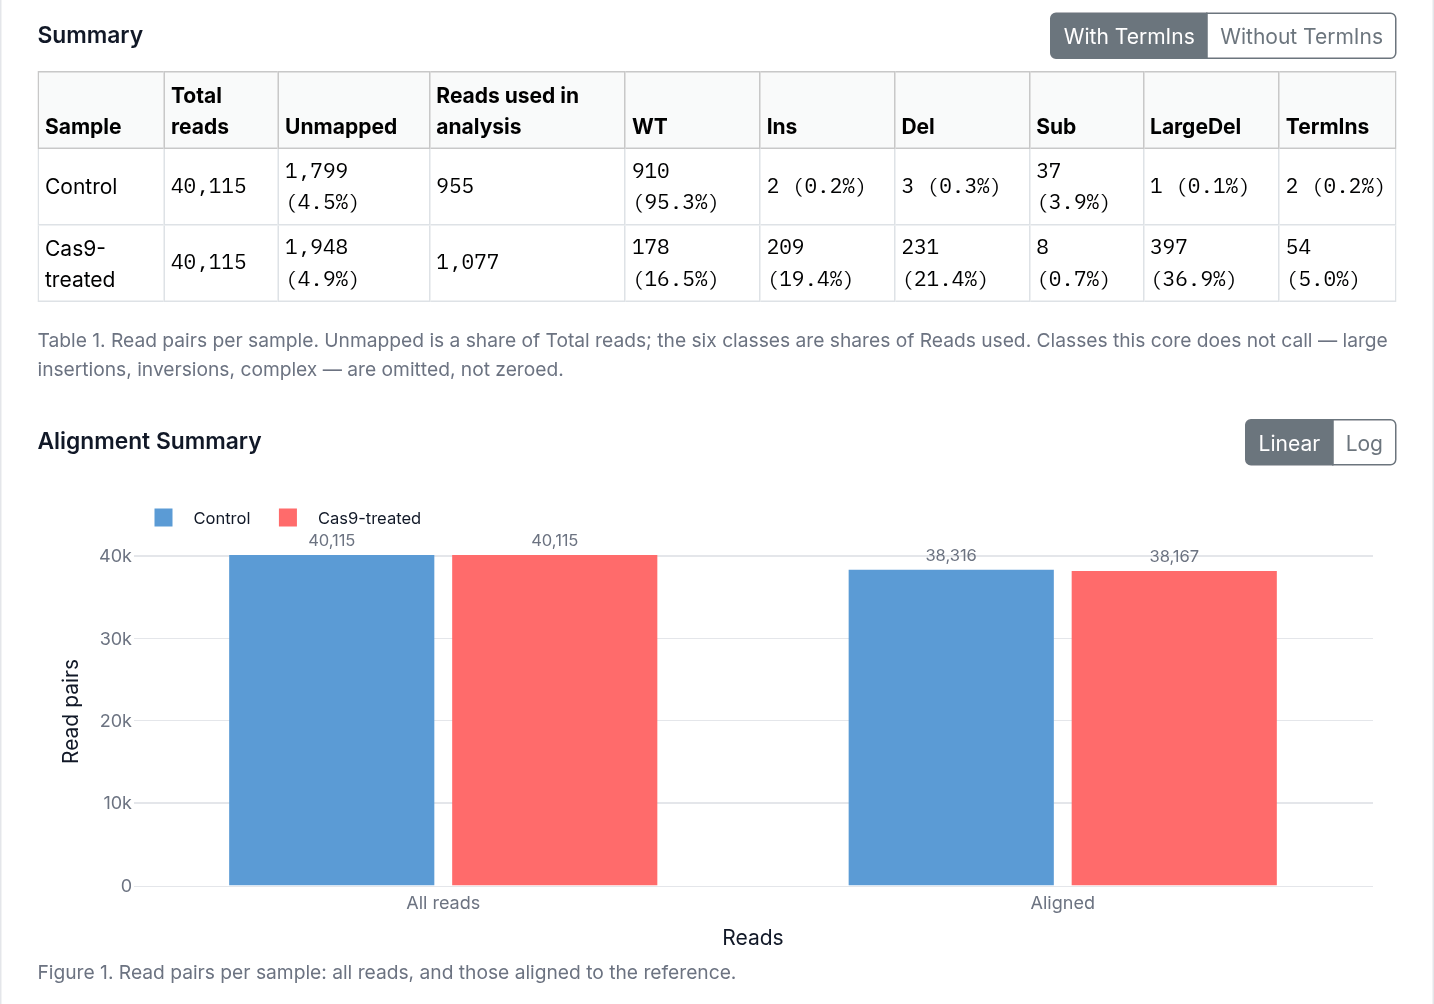 Summary
With TermIns Without TermIns
Sample Total reads Unmapped Reads used in analysis WT Ins Del Sub LargeDel TermIns
Control 40,115 1,799 (4.5%) 955 910 (95.3%) 2 (0.2%) 3 (0.3%) 37 (3.9%) 1 (0.1%) 2 (0.2%)
Cas9-treated 40,115 1,948 (4.9%) 1,077 178 (16.5%) 209 (19.4%) 231 (21.4%) 8 (0.7%) 397 (36.9%) 54 (5.0%)
Table 1. Read pairs per sample. Unmapped is a share of Total reads; the six classes are shares of Reads used. Classes this core does not call — large
insertions, inversions, complex — are omitted, not zeroed.
Alignment Summary
Linear Log
Control Cas9-treated
40,115 40,115 38,316 38,167
40k
30k
20k
10k
0
Read pairs
All reads Aligned
Reads
Figure 1. Read pairs per sample: all reads, and those aligned to the reference.